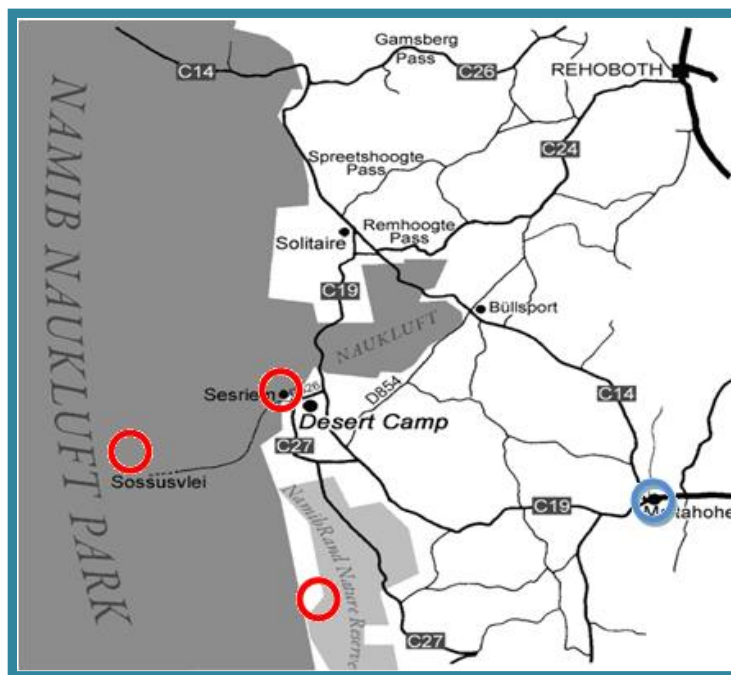 Gamsberg
Pass
C14
C26
REHOBOTH
NAMIB NAUKLUFT PARK
Spreetshoogte
Pass
C24
Remhoogte
Pass
Solitaire
C19
NAUKLUFT
Büllsport
Sesriem
D854
C14
Desert Camp
C27
Sossusvlei
NamibRand Nature Reserve
C19
C27